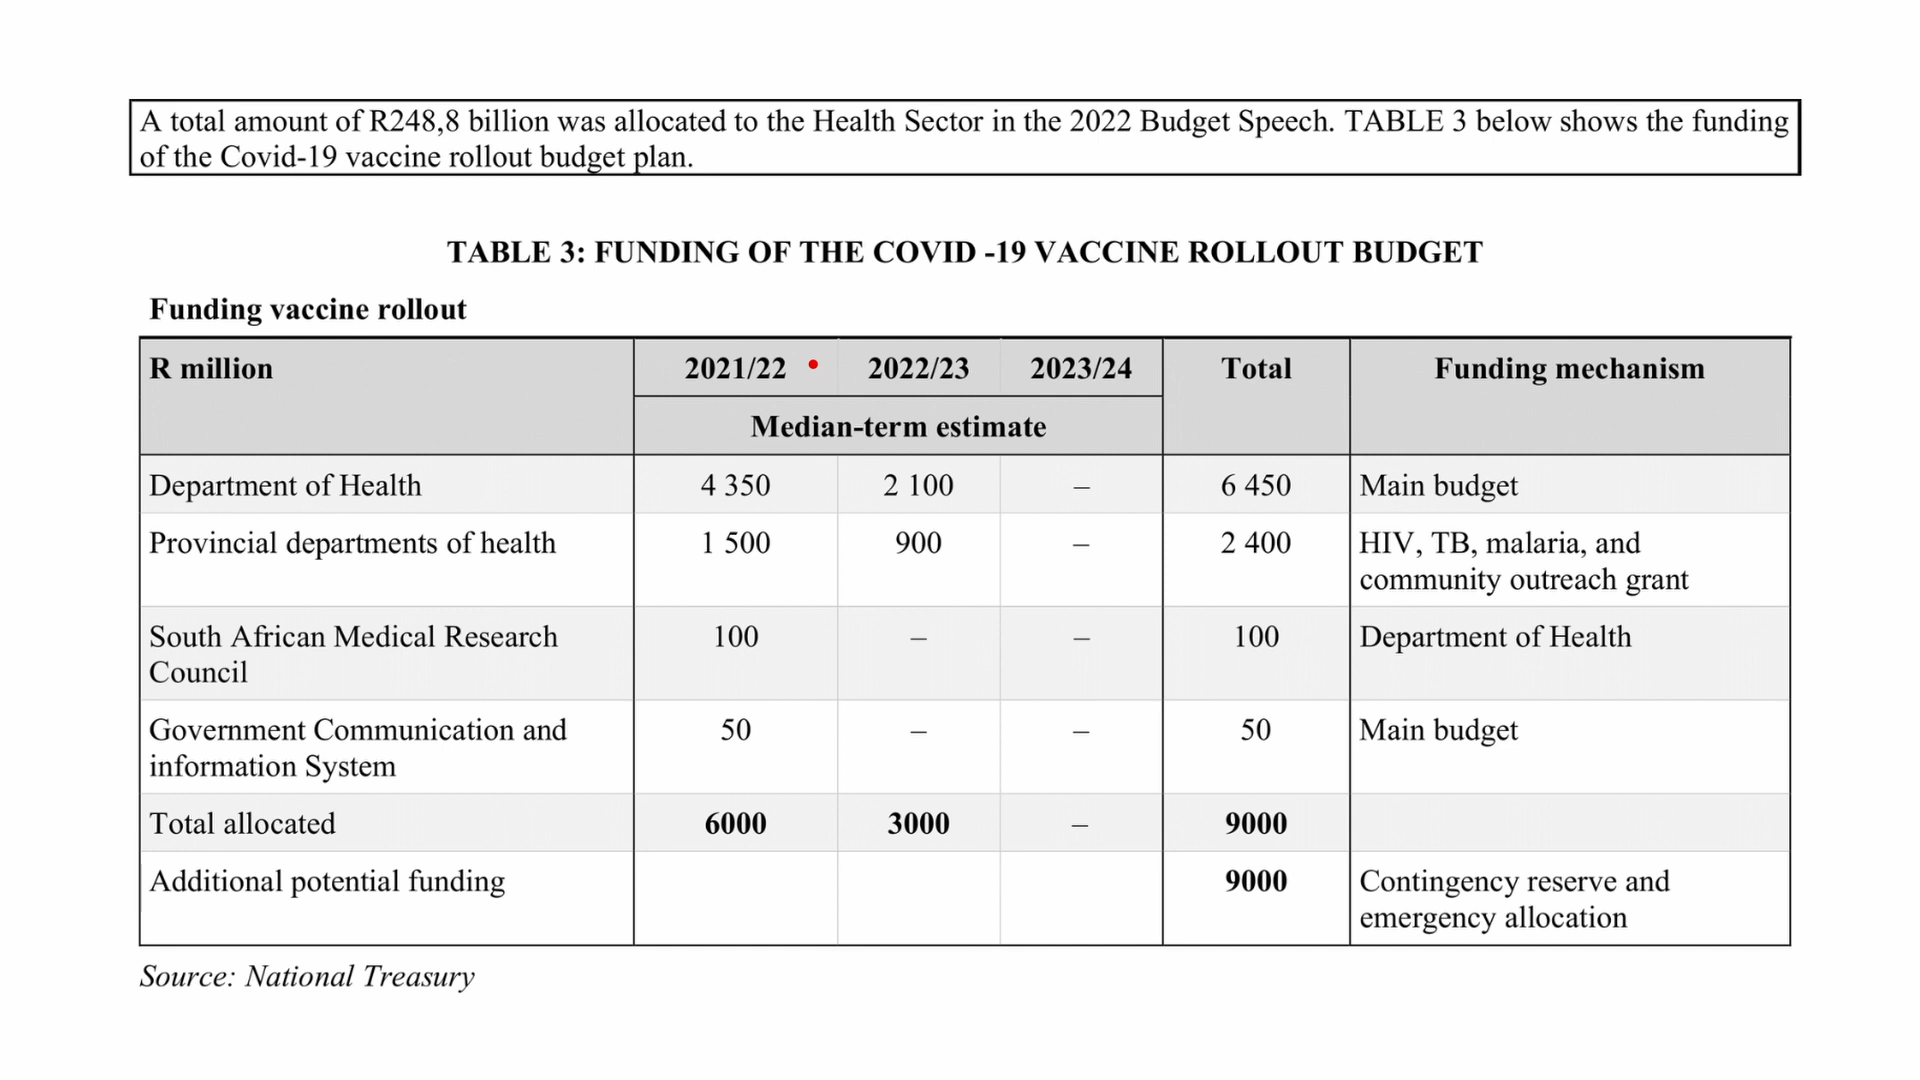 A total amount of R248,8 billion was allocated to the Health Sector in the 2022 Budget Speech. TABLE 3 below shows the funding
of the Covid-19 vaccine rollout budget plan.
TABLE 3: FUNDING OF THE COVID -19 VACCINE ROLLOUT BUDGET
Funding vaccine rollout
R million 2021/22 2022/23 2023/24 Total Funding mechanism
Median-term estimate
Department of Health 4 350 2 100 – 6 450 Main budget
Provincial departments of health 1 500 900 – 2 400 HIV, TB, malaria, and
community outreach grant
South African Medical Research 100 – – 100 Department of Health
Council
Government Communication and 50 – – 50 Main budget
information System
Total allocated 6000 3000 – 9000
Additional potential funding 9000 Contingency reserve and
emergency allocation
Source: National Treasury